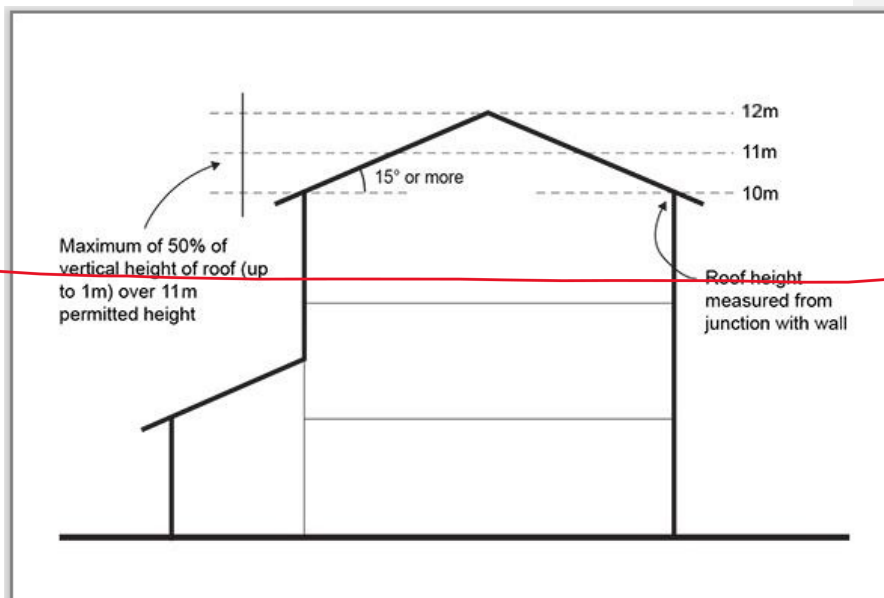 12m
11m
15° or more
10m
Maximum of 50% of
vertical height of roof (up
to 1m) over 11m
permitted height
Roof height
measured from
junction with wall